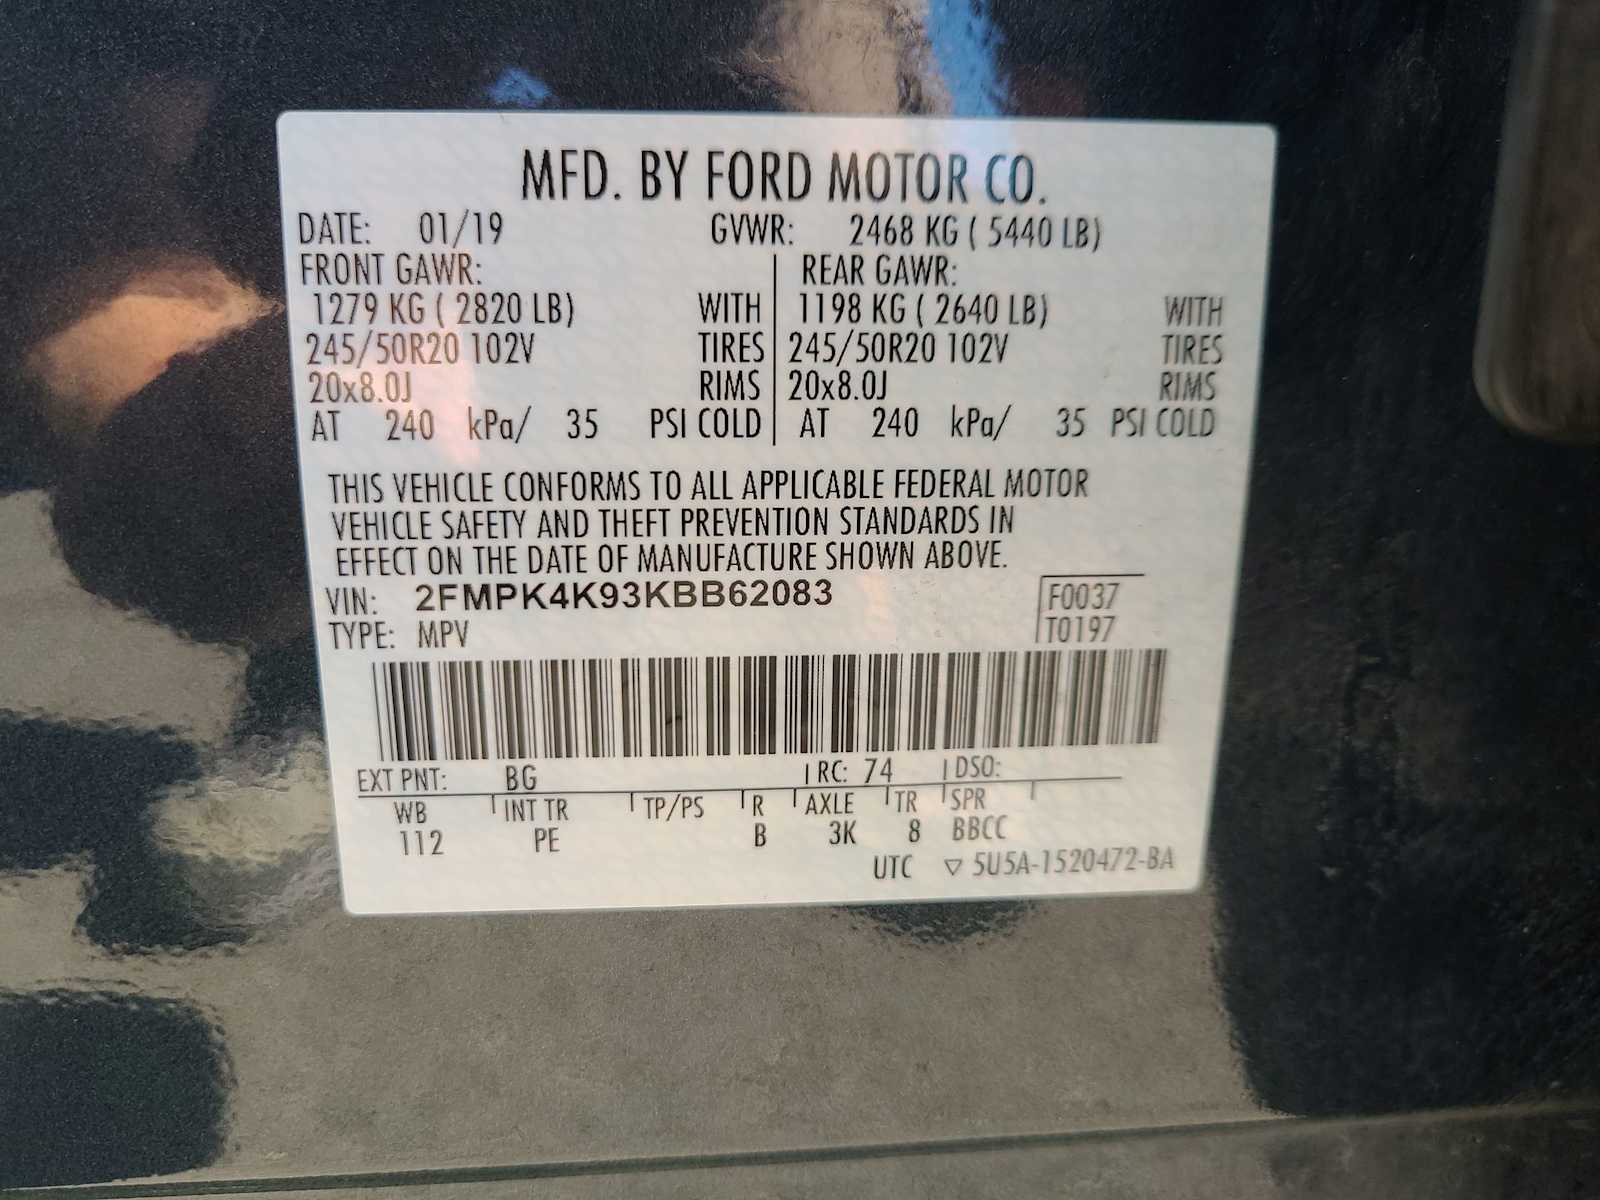 MFD. BY FORD MOTOR CO.
DATE: 01/19 GVWR: 2468 KG ( 5440 LB)
FRONT GAWR: REAR GAWR:
1279 KG ( 2820 LB) WITH 1198 KG ( 2640 LB) WITH
245/50R20 102V TIRES 245/50R20 102V TIRES
20x8.0J RIMS 20x8.0J RIMS
AT 240 kPa/ 35 PSI COLD AT 240 kPa/ 35 PSI COLD
THIS VEHICLE CONFORMS TO ALL APPLICABLE FEDERAL MOTOR
VEHICLE SAFETY AND THEFT PREVENTION STANDARDS IN
EFFECT ON THE DATE OF MANUFACTURE SHOWN ABOVE.
VIN: 2FMPK4K93KBB62083 F0037
TYPE: MPV T0197
EXT PNT: BG RC: 74 DSO:
WB INT TR TP/PS R AXLE TR SPR
112 PE B 3K 8 BBCC
UTC ▽ 5U5A-1520472-BA